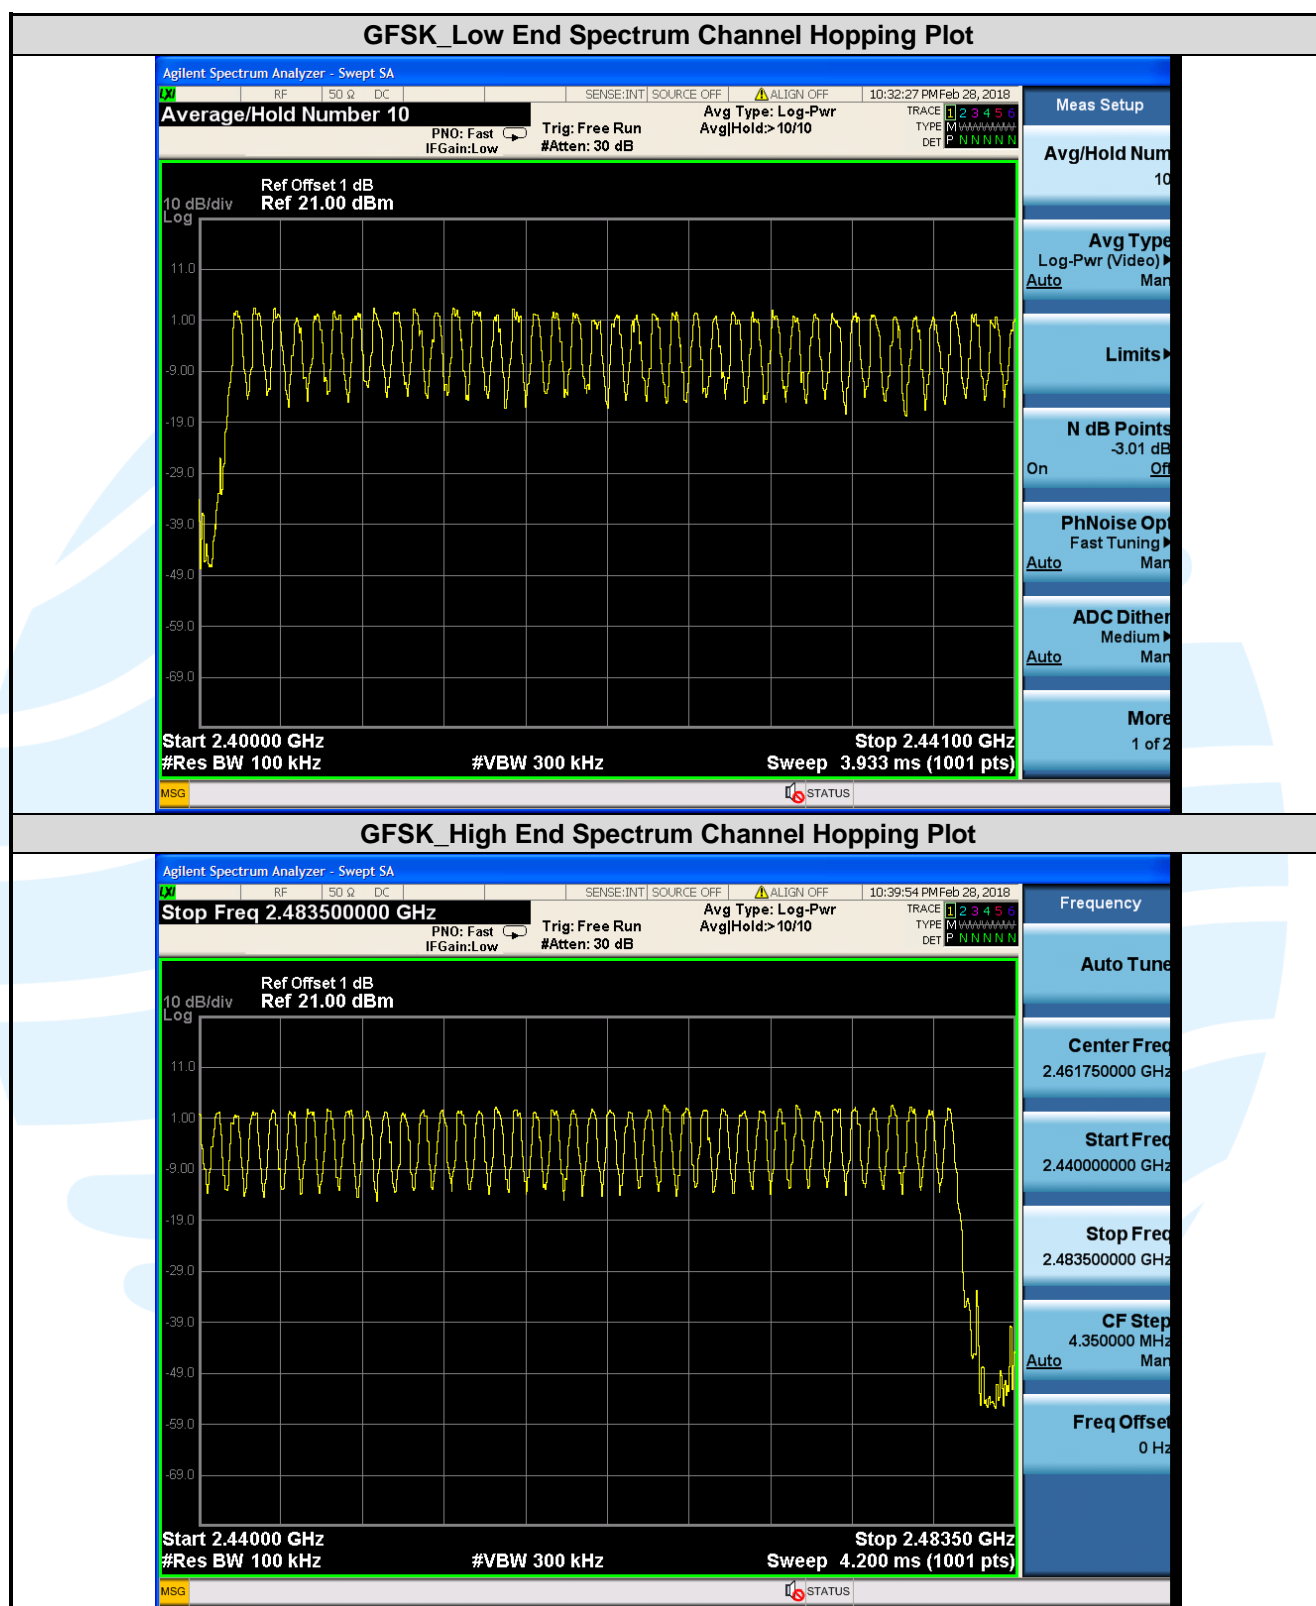 GFSK_Low End Spectrum Channel Hopping Plot
Agilent Spectrum Analyzer - Swept SA
LXI RF 50 Ω DC SENSE:INT SOURCE OFF ALIGN OFF 10:32:27 PM Feb 28, 2018
Average/Hold Number 10
PNO: Fast
IFGain:Low
Trig: Free Run
#Atten: 30 dB
Avg Type: Log-Pwr
Avg|Hold:>10/10
TRACE 1 2 3 4 5 6
TYPE M
DET P N N N N N
Ref Offset 1 dB
10 dB/div Ref 21.00 dBm
Log
11.0
1.00
-9.00
-19.0
-29.0
-39.0
-49.0
-59.0
-69.0
Start 2.40000 GHz Stop 2.44100 GHz
#Res BW 100 kHz #VBW 300 kHz Sweep 3.933 ms (1001 pts)
MSG STATUS
Meas Setup
Avg/Hold Num
10
Avg Type
Log-Pwr (Video)
Auto Man
Limits
N dB Points
-3.01 dB
On Off
PhNoise Opt
Fast Tuning
Auto Man
ADC Dither
Medium
Auto Man
More
1 of 2
GFSK_High End Spectrum Channel Hopping Plot
Agilent Spectrum Analyzer - Swept SA
LXI RF 50 Ω DC SENSE:INT SOURCE OFF ALIGN OFF 10:39:54 PM Feb 28, 2018
Stop Freq 2.483500000 GHz
PNO: Fast
IFGain:Low
Trig: Free Run
#Atten: 30 dB
Avg Type: Log-Pwr
Avg|Hold:>10/10
TRACE 1 2 3 4 5 6
TYPE M
DET P N N N N N
Ref Offset 1 dB
10 dB/div Ref 21.00 dBm
Log
11.0
1.00
-9.00
-19.0
-29.0
-39.0
-49.0
-59.0
-69.0
Start 2.44000 GHz Stop 2.48350 GHz
#Res BW 100 kHz #VBW 300 kHz Sweep 4.200 ms (1001 pts)
MSG STATUS
Frequency
Auto Tune
Center Freq
2.461750000 GHz
Start Freq
2.440000000 GHz
Stop Freq
2.483500000 GHz
CF Step
4.350000 MHz
Auto Man
Freq Offset
0 Hz